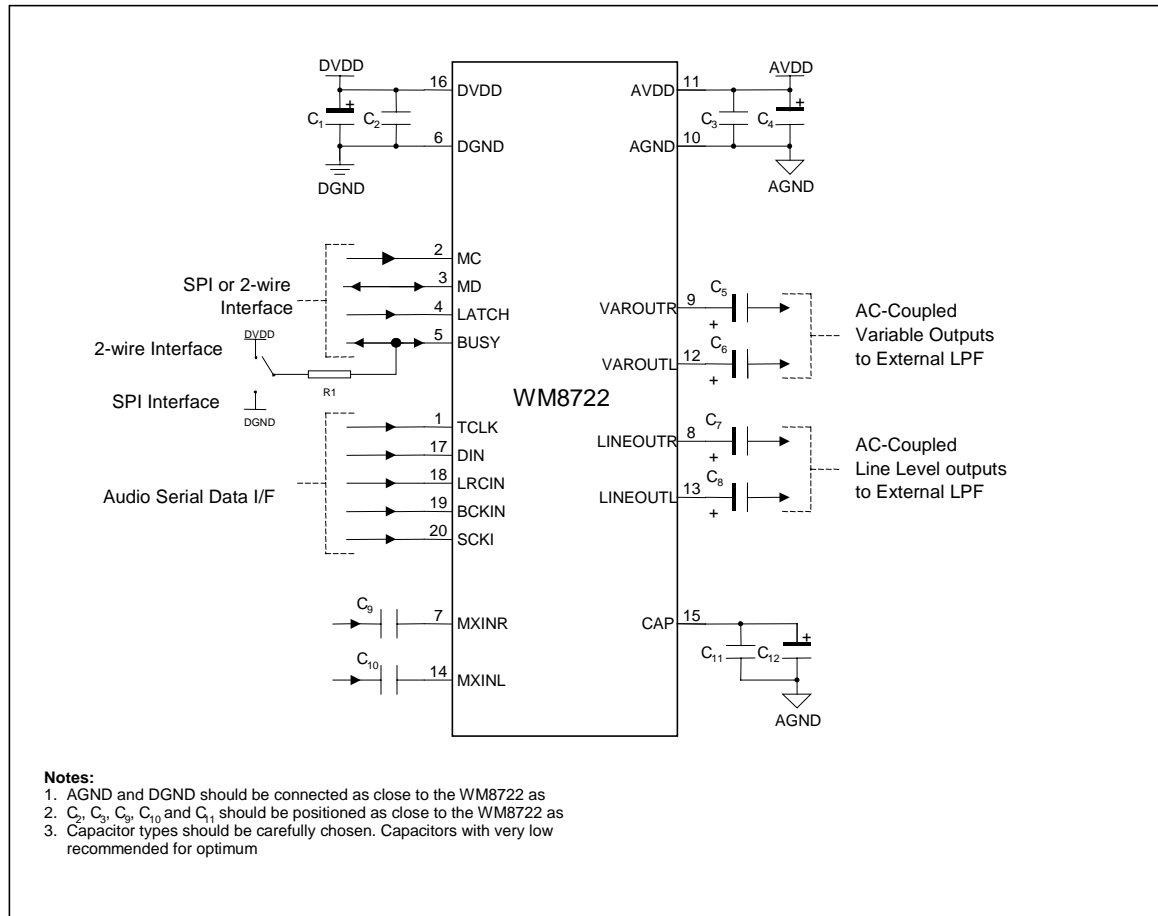 DVDD
16
DVDD
+
C1
C2
6
DGND
DGND
11
AVDD
AVDD
+
C3
C4
10
AGND
AGND
2
MC
3
MD
4
LATCH
5
BUSY
SPI or 2-wire
Interface
DVDD
2-wire Interface
R1
SPI Interface
DGND
WM8722
1
TCLK
17
DIN
18
LRCIN
19
BCKIN
20
SCKI
Audio Serial Data I/F
C9
7
MXINR
C10
14
MXINL
VAROUTR
9
C5
+
VAROUTL
12
C6
+
AC-Coupled
Variable Outputs
to External LPF
LINEOUTR
8
C7
+
LINEOUTL
13
C8
+
AC-Coupled
Line Level outputs
to External LPF
CAP
15
+
C11
C12
AGND
Notes:
1. AGND and DGND should be connected as close to the WM8722 as
2. C2, C3, C9, C10 and C11 should be positioned as close to the WM8722 as
3. Capacitor types should be carefully chosen. Capacitors with very low
recommended for optimum